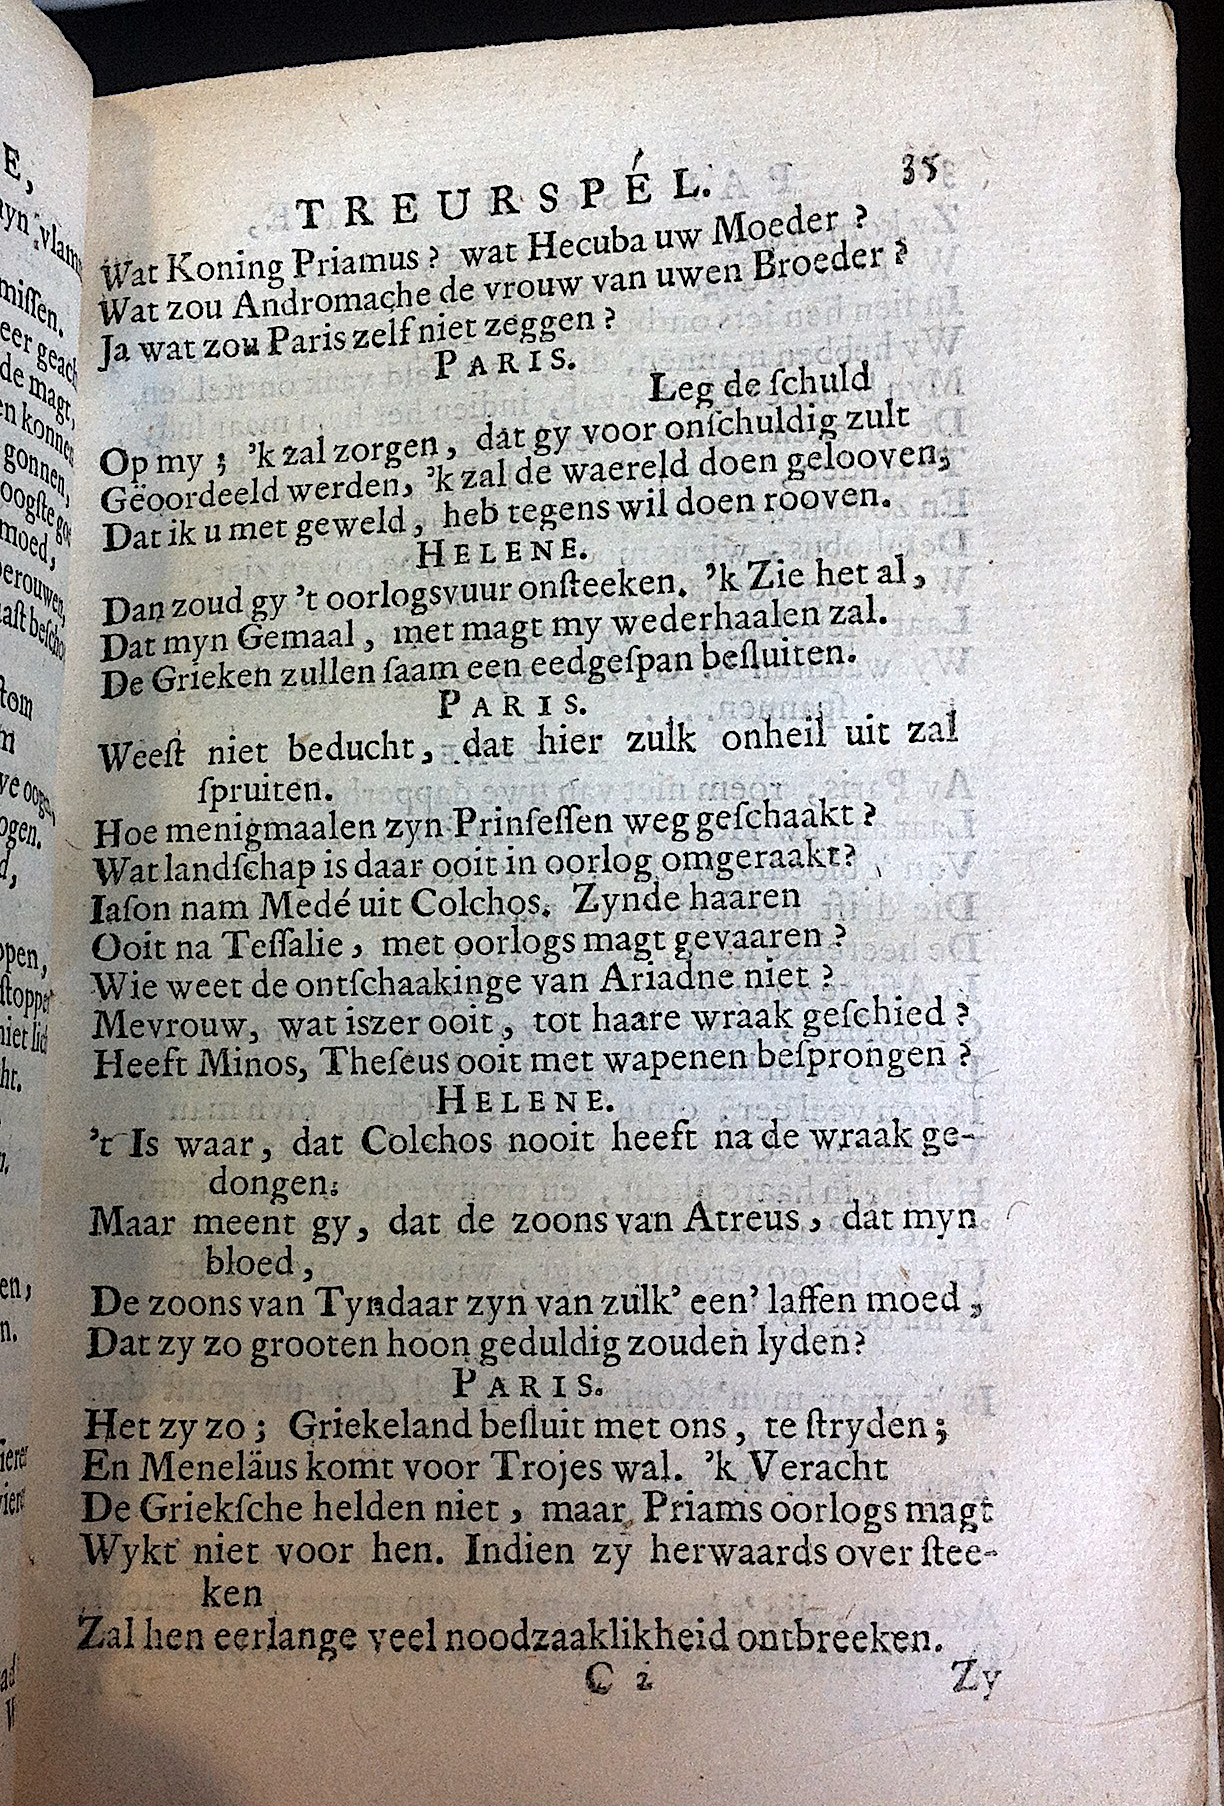 TREURSPÉL. 35
Wat Koning Priamus? wat Hecuba uw Moeder?
Wat zou Andromache de vrouw van uwen Broeder?
Ja wat zou Paris zelf niet zeggen?
PARIS.
Leg de ſchuld
Op my; 'k zal zorgen, dat gy voor onſchuldig zult
Geöordeeld werden, 'k zal de waereld doen gelooven,
Dat ik u met geweld, heb tegens wil doen rooven.
HELENE.
Dan zoud gy 't oorlogsvuur onſteeken. 'k Zie het al,
Dat myn Gemaal, met magt my wederhaalen zal.
De Grieken zullen ſaam een eedgeſpan beſluiten.
PARIS.
Weeſt niet beducht, dat hier zulk onheil uit zal
ſpruiten.
Hoe menigmaalen zyn Prinſeſſen weg geſchaakt?
Wat landſchap is daar ooit in oorlog omgeraakt?
Iaſon nam Medé uit Colchos. Zynde haaren
Ooit na Teſſalie, met oorlogs magt gevaaren?
Wie weet de ontſchaakinge van Ariadne niet?
Mevrouw, wat iszer ooit, tot haare wraak geſchied?
Heeft Minos, Theſeus ooit met wapenen beſprongen?
HELENE.
't Is waar, dat Colchos nooit heeft na de wraak ge-
dongen:
Maar meent gy, dat de zoons van Atreus, dat myn
bloed,
De zoons van Tyndaar zyn van zulk' een' laffen moed,
Dat zy zo grooten hoon geduldig zouden lyden?
PARIS.
Het zy zo; Griekeland beſluit met ons, te ſtryden;
En Meneläus komt voor Trojes wal. 'k Veracht
De Griekſche helden niet, maar Priams oorlogs magt
Wykt niet voor hen. Indien zy herwaards over ſtee-
ken
Zal hen eerlange veel noodzaaklikheid ontbreeken.
C 2 Zy